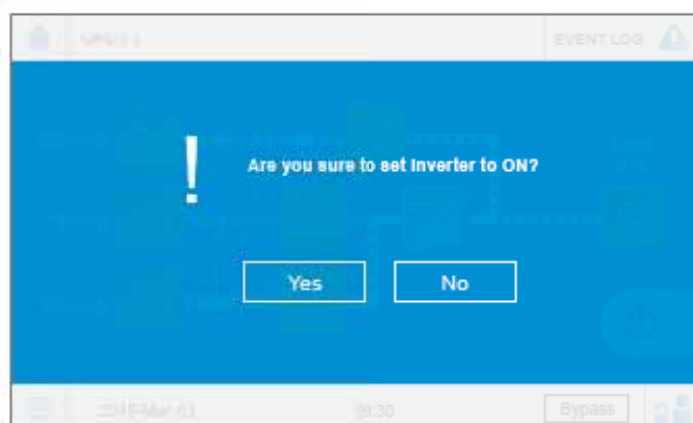 EVENT LOG
Are you sure to set Inverter to ON?
Yes
No
09:30
Bypass